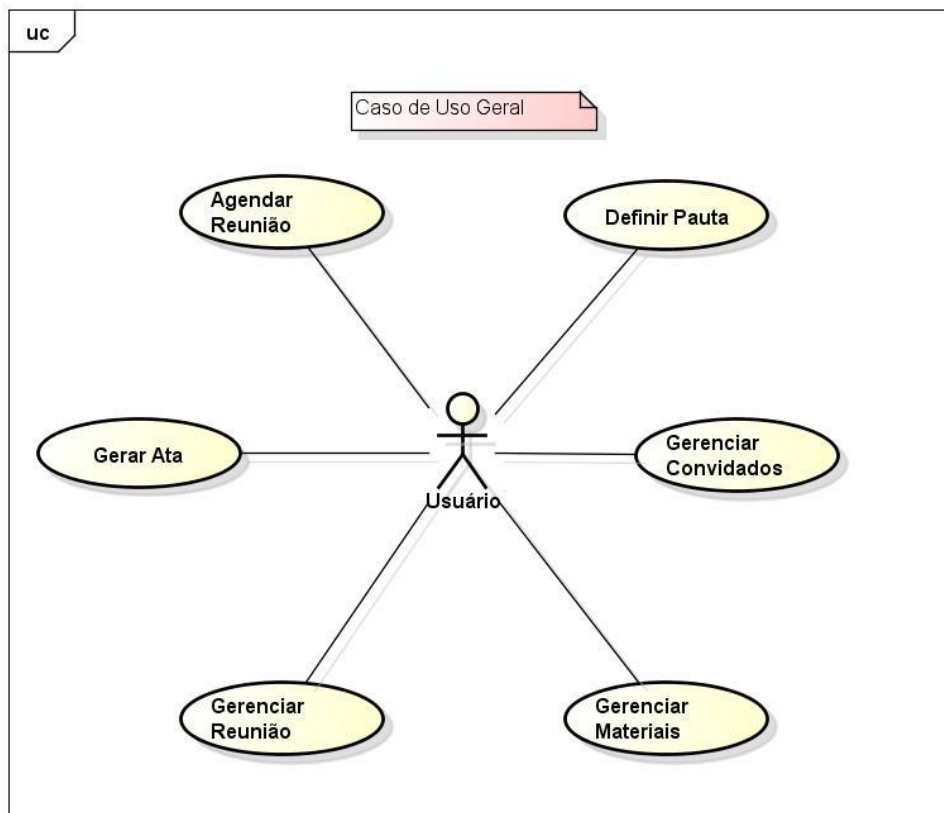 uc
Caso de Uso Geral
Agendar
Reunião
Definir Pauta
Gerar Ata
Gerenciar
Convidados
Usuário
Gerenciar
Reunião
Gerenciar
Materiais